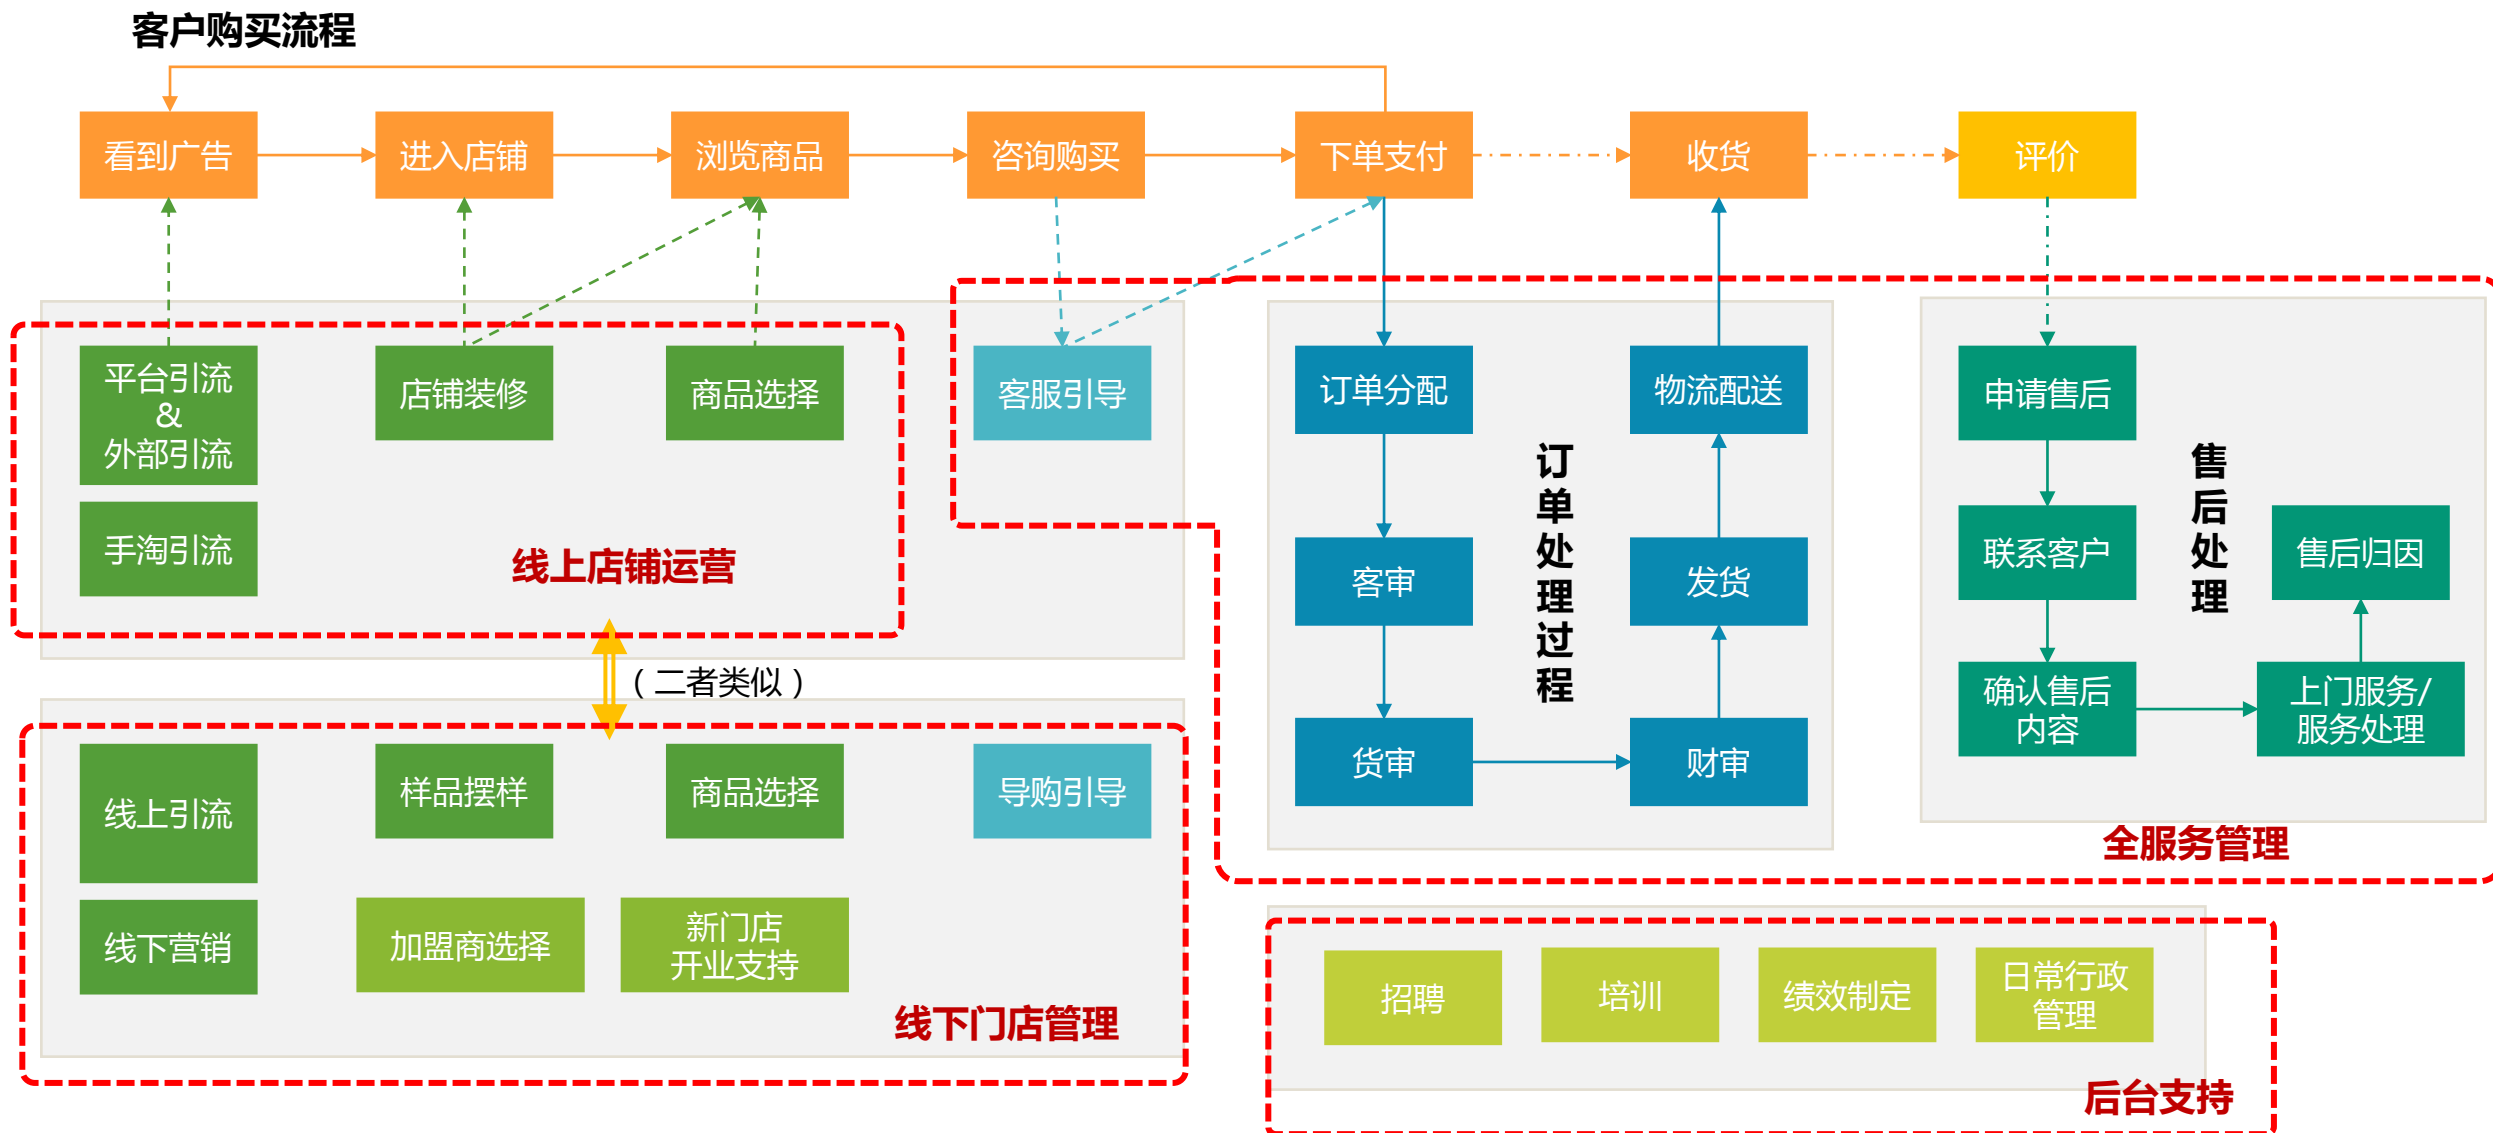 客户购买流程
看到广告
进入店铺
浏览商品
咨询购买
下单支付
收货
评价
平台引流
&
外部引流
店铺装修
商品选择
客服引导
手淘引流
线上店铺运营
(二者类似)
线上引流
样品摆样
商品选择
导购引导
线下营销
加盟商选择
新门店
开业支持
线下门店管理
订单分配
物流配送
订
单
处
理
过
程
客审
发货
货审
财审
申请售后
售
后
处
理
联系客户
售后归因
确认售后
内容
上门服务/
服务处理
全服务管理
招聘
培训
绩效制定
日常行政
管理
后台支持